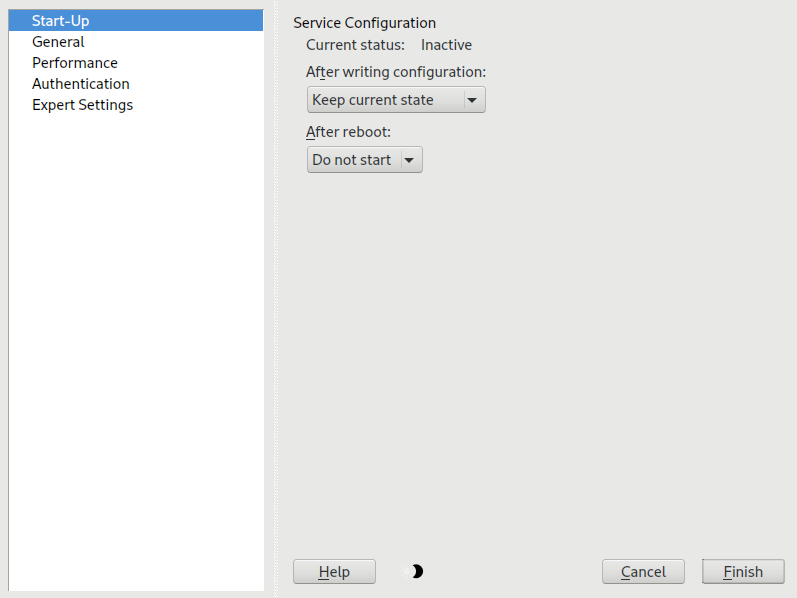 Start-Up
General
Performance
Authentication
Expert Settings
Service Configuration
Current status: Inactive
After writing configuration:
Keep current state
After reboot:
Do not start
Help
Cancel
Finish